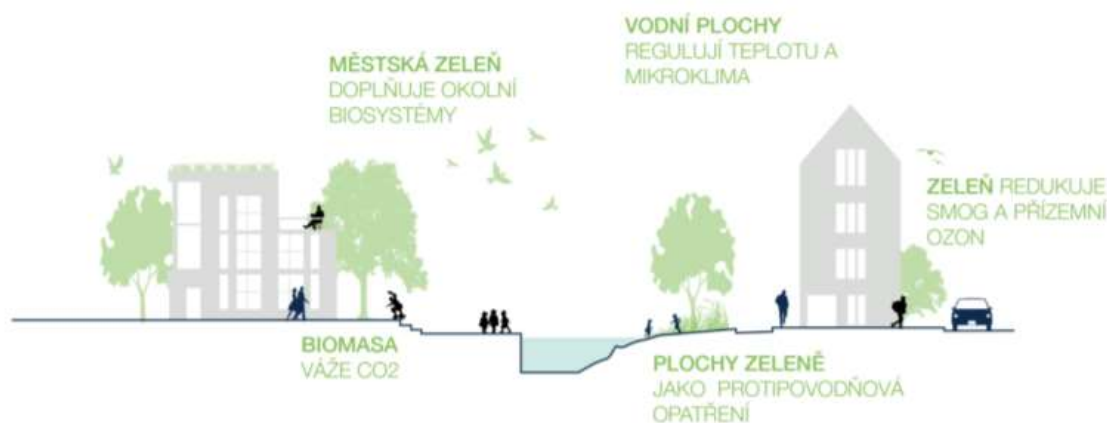 VODNÍ PLOCHY
REGULUJÍ TEPLOTU A
MIKROKLIMA
MĚSTSKÁ ZELEŇ
DOPLŇUJE OKOLNÍ
BIOSYSTÉMY
ZELEŇ REDUKUJE
SMOG A PŘÍZEMNÍ
OZON
BIOMASA
VÁŽE CO2
PLOCHY ZELENĚ
JAKO PROTIPOVODŇOVÁ
OPATŘENÍ